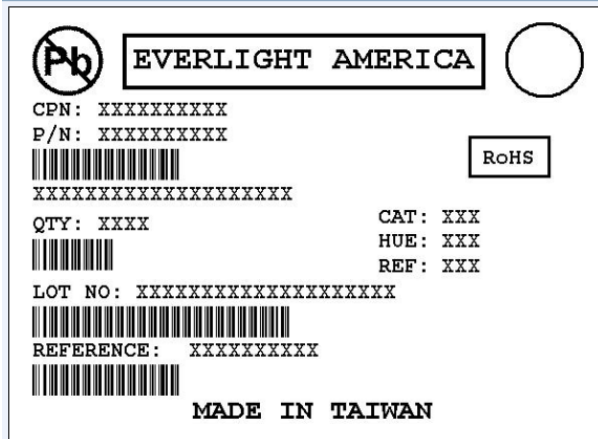 Pb
EVERLIGHT AMERICA
CPN: XXXXXXXXXX
P/N: XXXXXXXXXX
RoHS
XXXXXXXXXXXXXXXXXXXX
QTY: XXXX
CAT: XXX
HUE: XXX
REF: XXX
LOT NO: XXXXXXXXXXXXXXXXXXXX
REFERENCE: XXXXXXXXXX
MADE IN TAIWAN